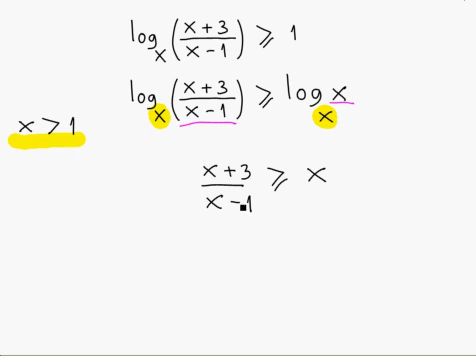 log_x((x+3)/(x-1)) ⩾ 1
log_x((x+3)/(x-1)) ⩾ log_x x
x > 1
(x+3)/(x-1) ⩾ x